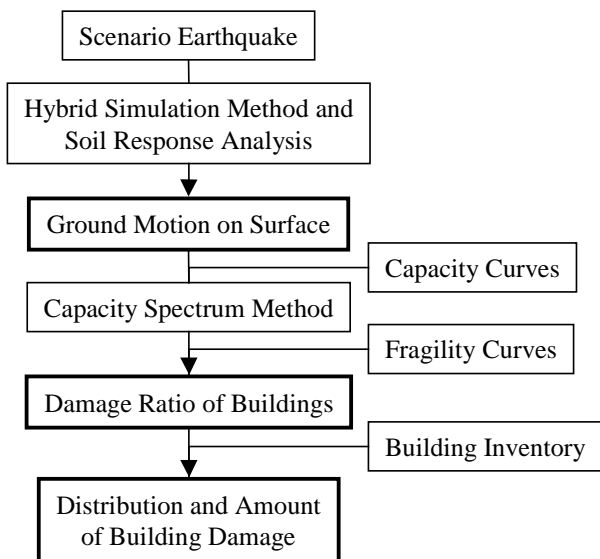 Scenario Earthquake
Hybrid Simulation Method and
Soil Response Analysis
Ground Motion on Surface
Capacity Curves
Capacity Spectrum Method
Fragility Curves
Damage Ratio of Buildings
Building Inventory
Distribution and Amount
of Building Damage